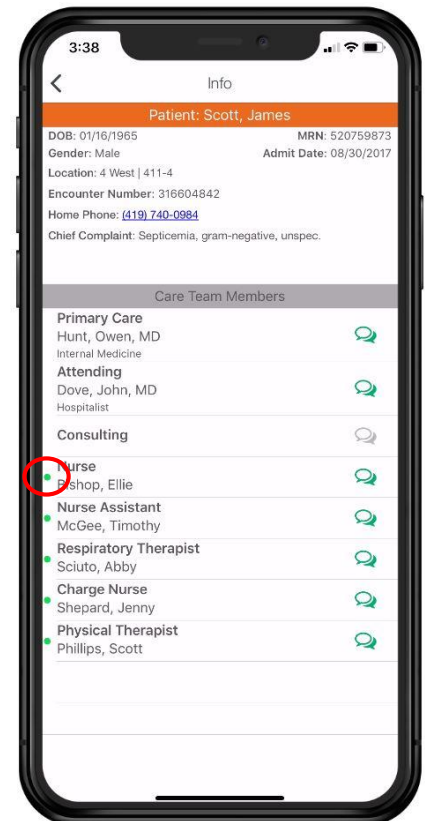 3:38
Info
Patient: Scott, James
DOB: 01/16/1965 MRN: 520759873
Gender: Male Admit Date: 08/30/2017
Location: 4 West | 411-4
Encounter Number: 316604842
Home Phone: (419) 740-0984
Chief Complaint: Septicemia, gram-negative, unspec.
Care Team Members
Primary Care
Hunt, Owen, MD
Internal Medicine
Attending
Dove, John, MD
Hospitalist
Consulting
Nurse
Bishop, Ellie
Nurse Assistant
McGee, Timothy
Respiratory Therapist
Sciuto, Abby
Charge Nurse
Shepard, Jenny
Physical Therapist
Phillips, Scott